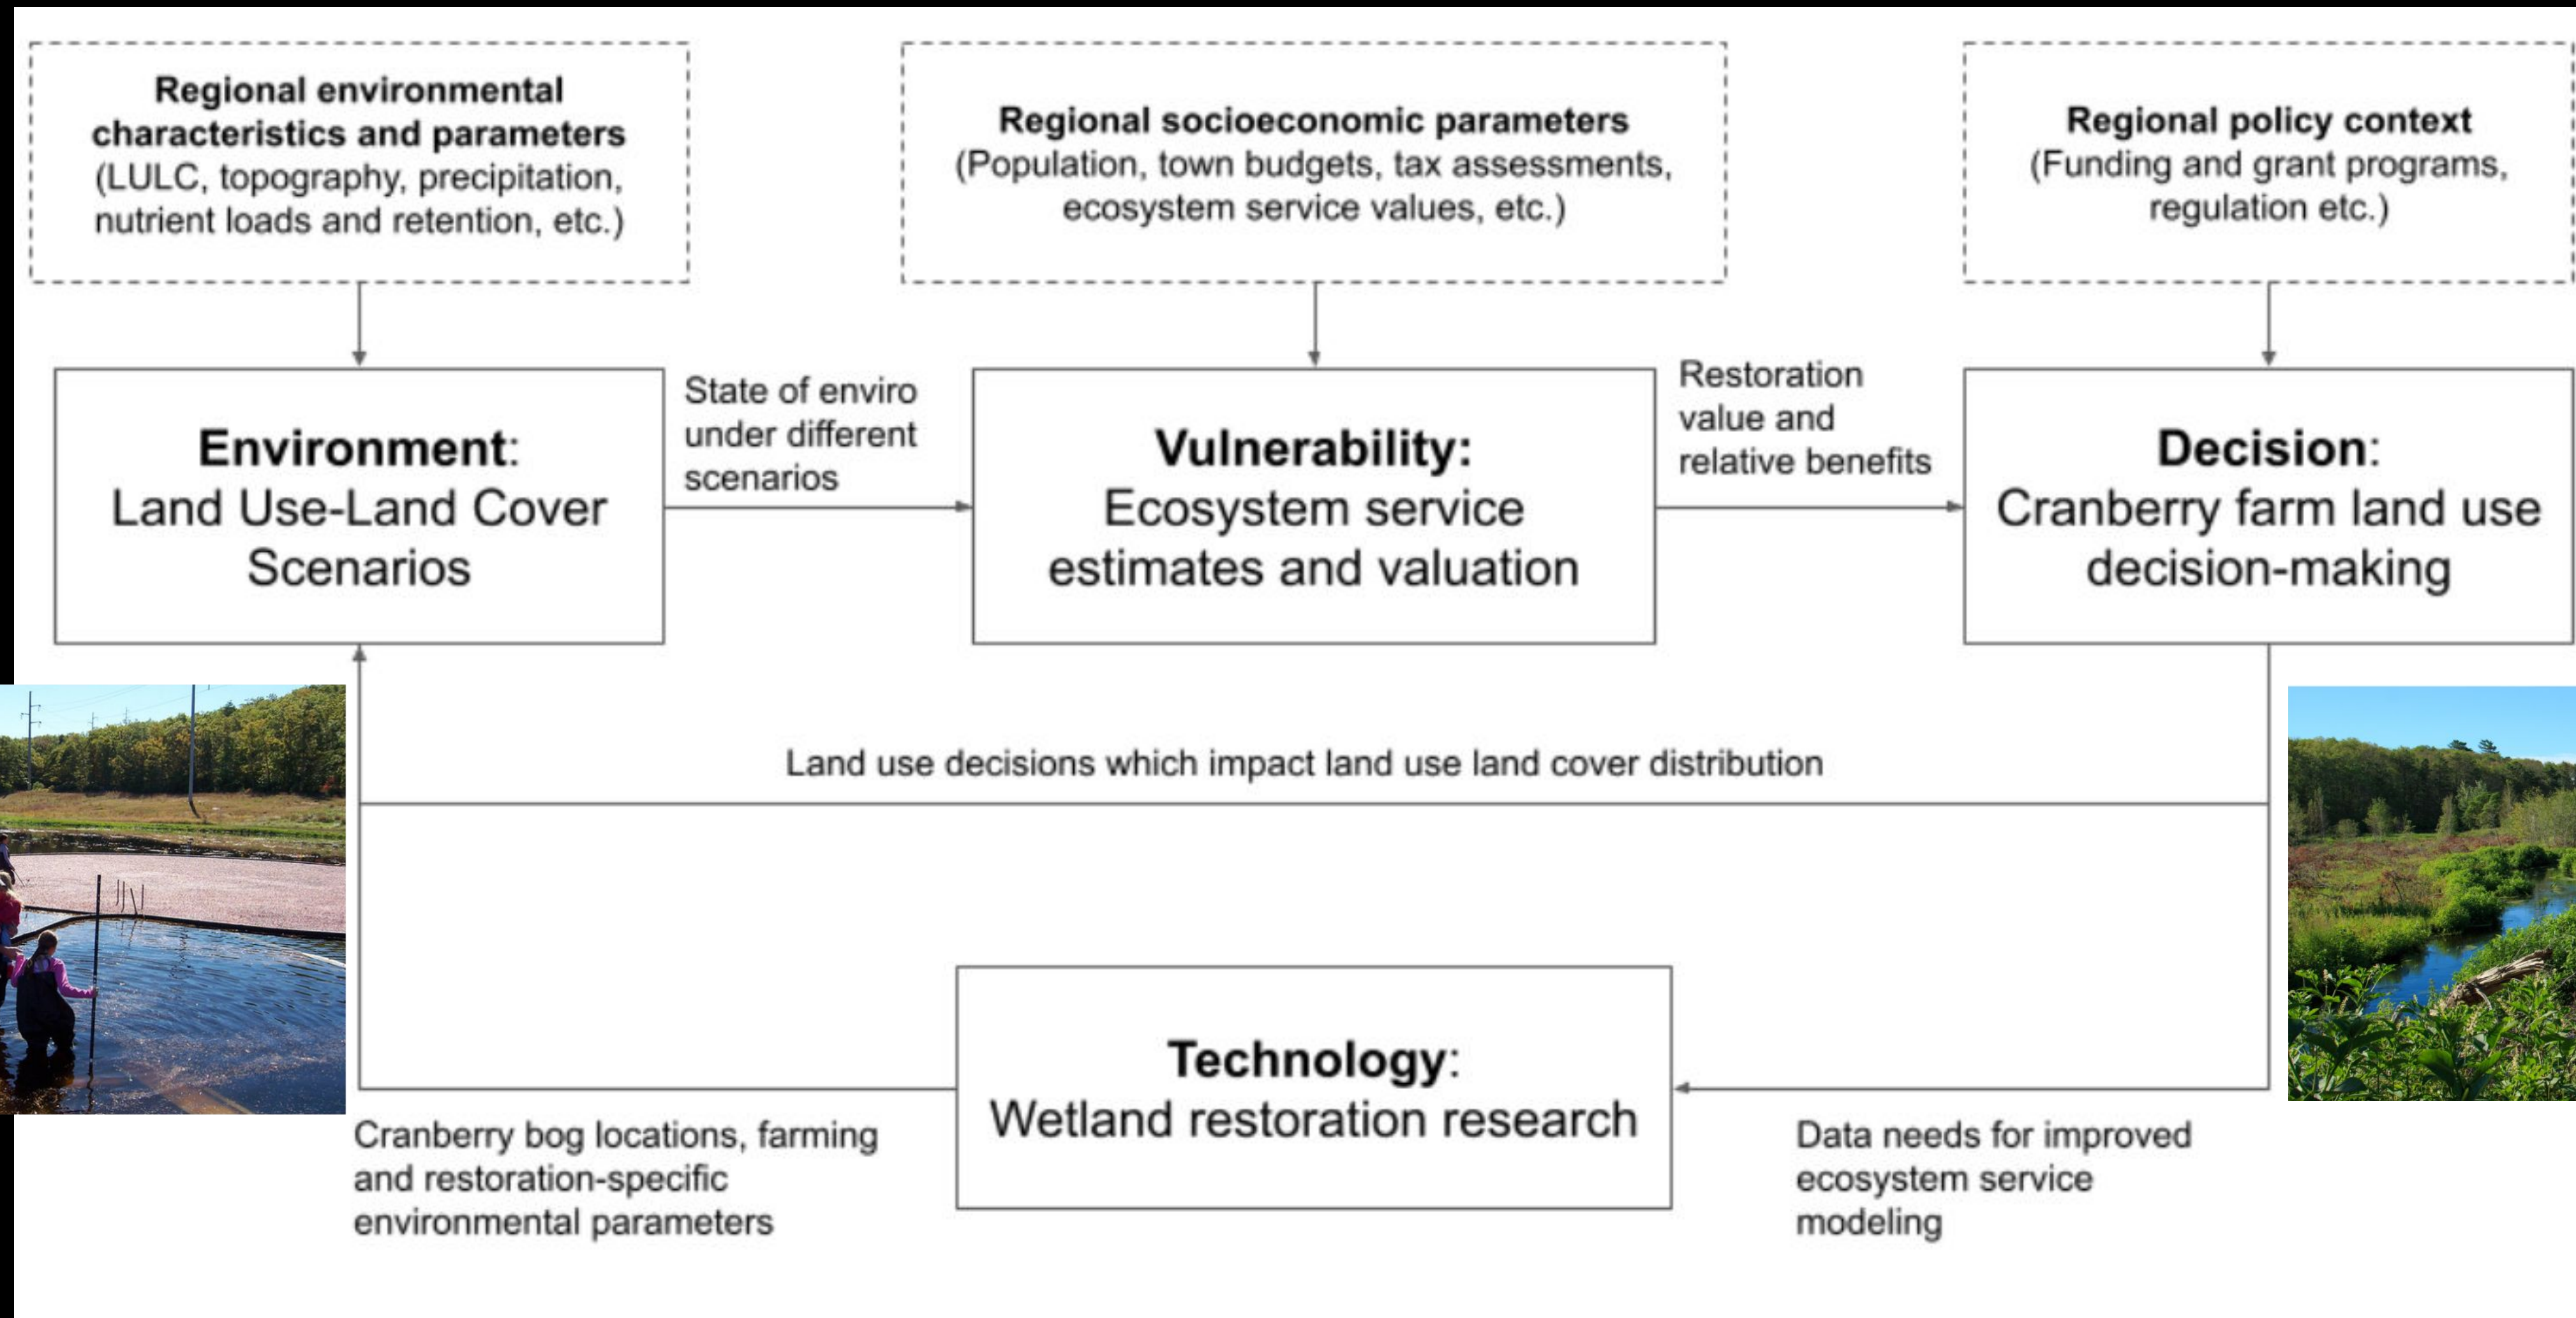 Regional environmental
characteristics and parameters
(LULC, topography, precipitation,
nutrient loads and retention, etc.)
Regional socioeconomic parameters
(Population, town budgets, tax assessments,
ecosystem service values, etc.)
Regional policy context
(Funding and grant programs,
regulation etc.)
Environment:
Land Use-Land Cover
Scenarios
State of enviro
under different
scenarios
Vulnerability:
Ecosystem service
estimates and valuation
Restoration
value and
relative benefits
Decision:
Cranberry farm land use
decision-making
Land use decisions which impact land use land cover distribution
Technology:
Wetland restoration research
Cranberry bog locations, farming
and restoration-specific
environmental parameters
Data needs for improved
ecosystem service
modeling